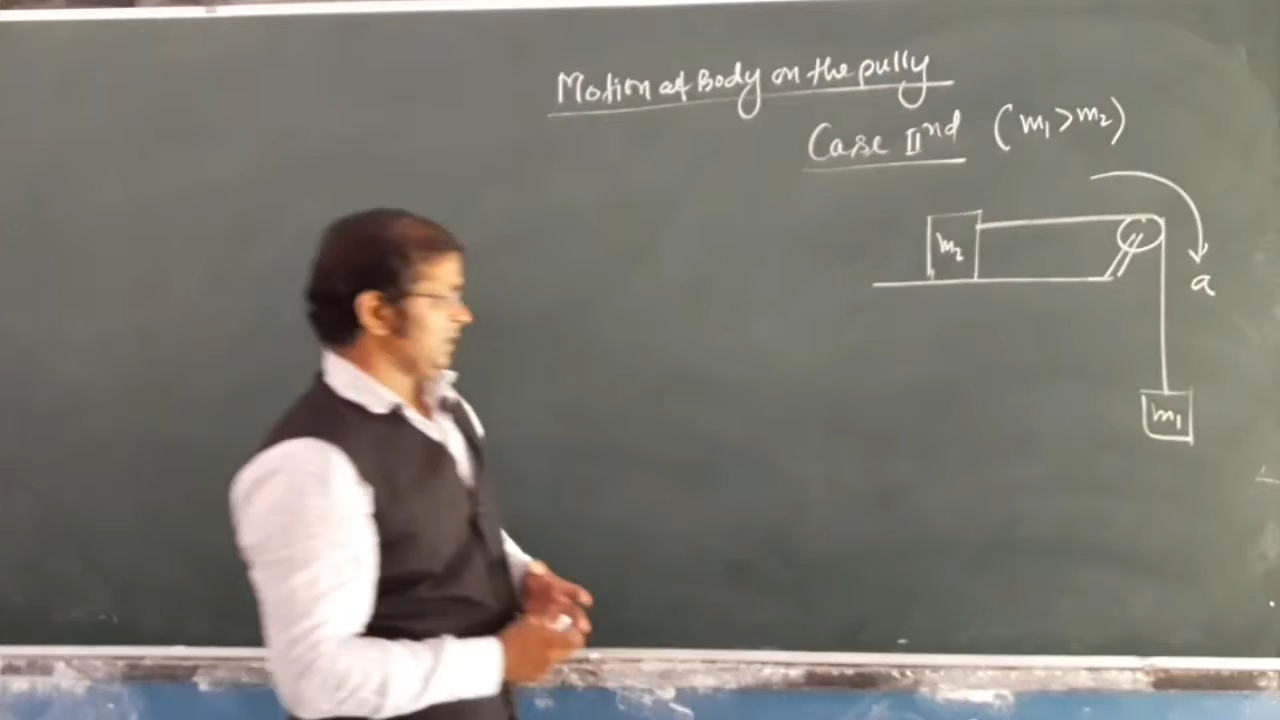 Motion of Body on the pully
Case IInd (m₁>m₂)
m₂
a
m₁